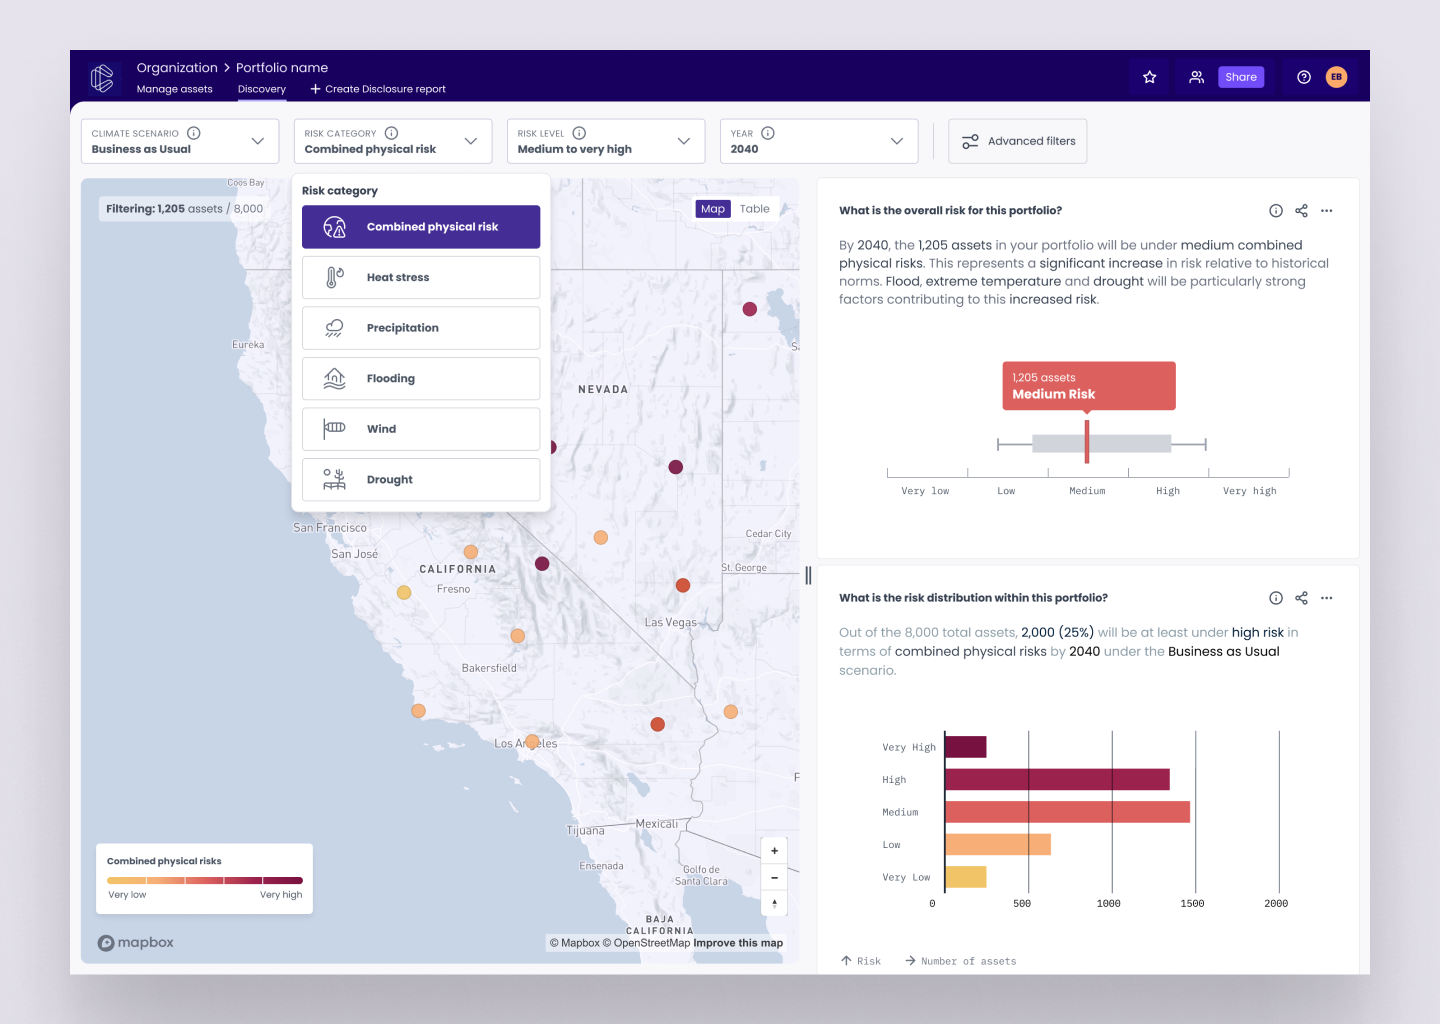 Organization > Portfolio name
Manage assets
Discovery
+ Create Disclosure report
Share
EB
CLIMATE SCENARIO
Business as Usual
RISK CATEGORY
Combined physical risk
RISK LEVEL
Medium to very high
YEAR
2040
Advanced filters
Filtering: 1,205 assets / 8,000
Risk category
Combined physical risk
Heat stress
Precipitation
Flooding
Wind
Drought
Map
Table
Coos Bay
Eureka
NEVADA
San Francisco
San José
CALIFORNIA
Fresno
Cedar City
St. George
Las Vegas
Bakersfield
Los Angeles
Tijuana
Mexicali
Ensenada
Golfo de
Santa Clara
BAJA
CALIFORNIA
Combined physical risks
Very low
Very high
mapbox
© Mapbox © OpenStreetMap Improve this map
What is the overall risk for this portfolio?
By 2040, the 1,205 assets in your portfolio will be under medium combined
physical risks. This represents a significant increase in risk relative to historical
norms. Flood, extreme temperature and drought will be particularly strong
factors contributing to this increased risk.
1,205 assets
Medium Risk
Very low
Low
Medium
High
Very high
What is the risk distribution within this portfolio?
Out of the 8,000 total assets, 2,000 (25%) will be at least under high risk in
terms of combined physical risks by 2040 under the Business as Usual
scenario.
Very High
High
Medium
Low
Very Low
0
500
1000
1500
2000
Risk
Number of assets